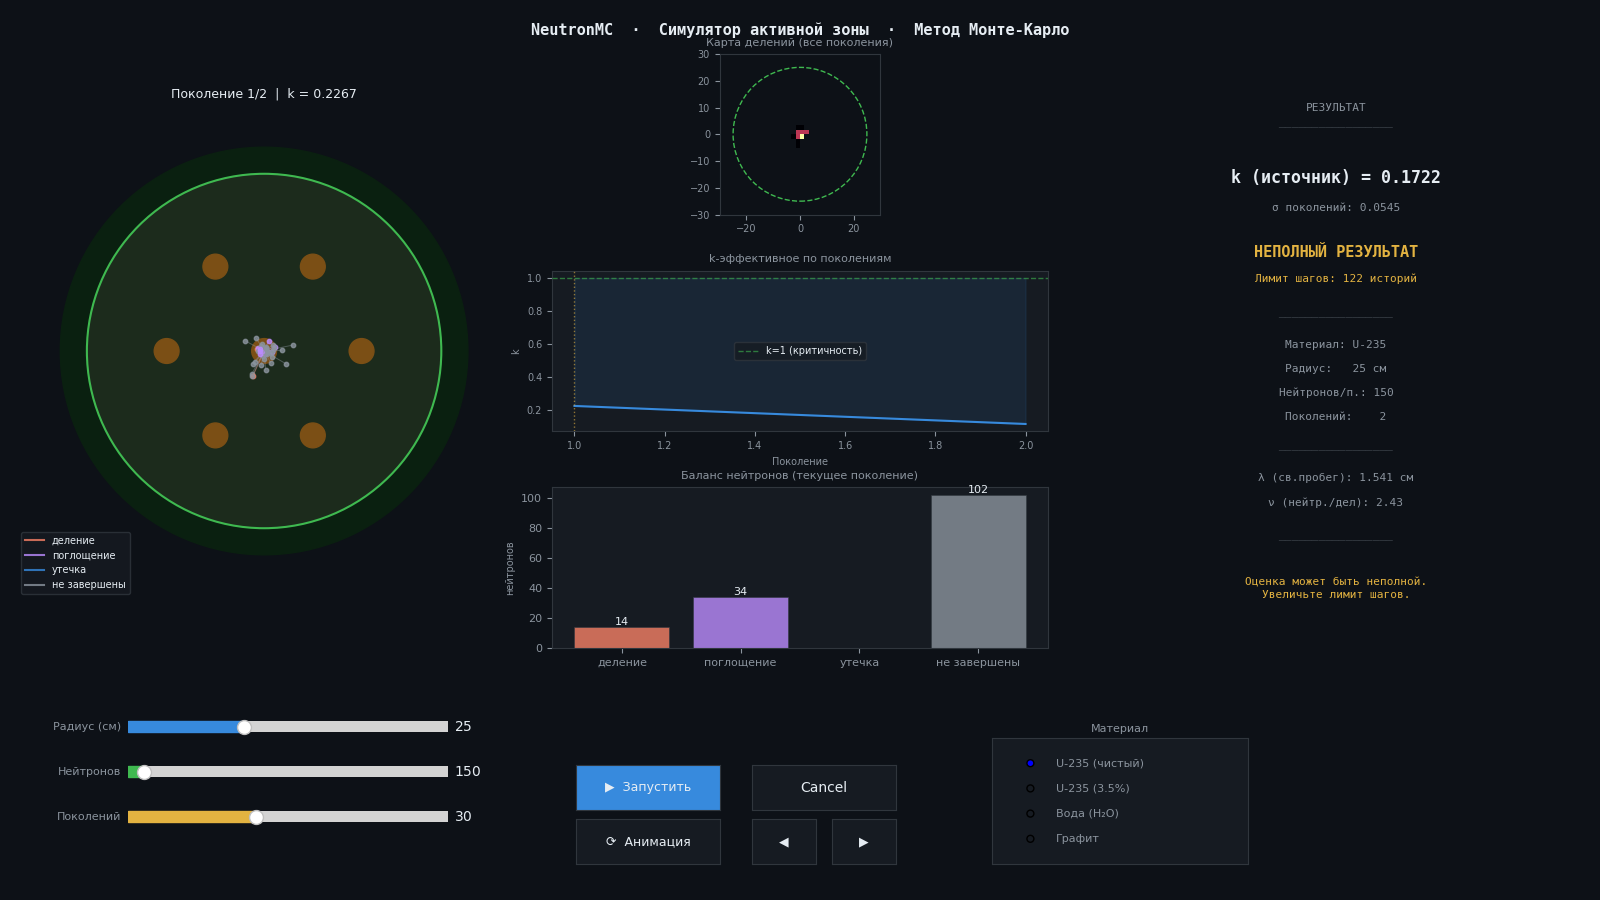 NeutronMC · Симулятор активной зоны · Метод Монте-Карло
Поколение 1/2 | k = 0.2267
деление
поглощение
утечка
не завершены
Карта делений (все поколения)
30
20
10
0
−10
−20
−30
−20 0 20
k-эффективное по поколениям
1.0
0.8
0.6
0.4
0.2
k
k=1 (критичность)
1.0 1.2 1.4 1.6 1.8 2.0
Поколение
Баланс нейтронов (текущее поколение)
100
80
60
40
20
0
нейтронов
14
34
102
деление поглощение утечка не завершены
РЕЗУЛЬТАТ
k (источник) = 0.1722
σ поколений: 0.0545
НЕПОЛНЫЙ РЕЗУЛЬТАТ
Лимит шагов: 122 историй
Материал: U-235
Радиус: 25 см
Нейтронов/п.: 150
Поколений: 2
λ (св.пробег): 1.541 см
ν (нейтр./дел): 2.43
Оценка может быть неполной.
Увеличьте лимит шагов.
Радиус (см) 25
Нейтронов 150
Поколений 30
▶ Запустить
Cancel
⟳ Анимация
◀
▶
Материал
U-235 (чистый)
U-235 (3.5%)
Вода (H₂O)
Графит